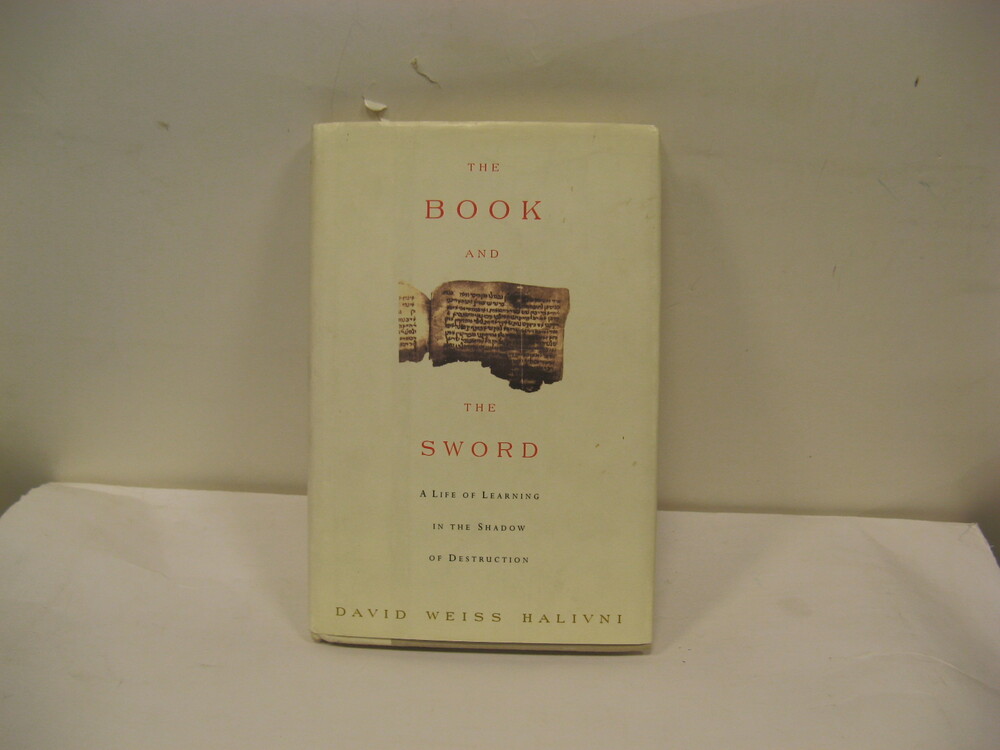 THE
BOOK
AND
THE
SWORD
A LIFE OF LEARNING
IN THE SHADOW
OF DESTRUCTION
DAVID WEISS HALIVNI